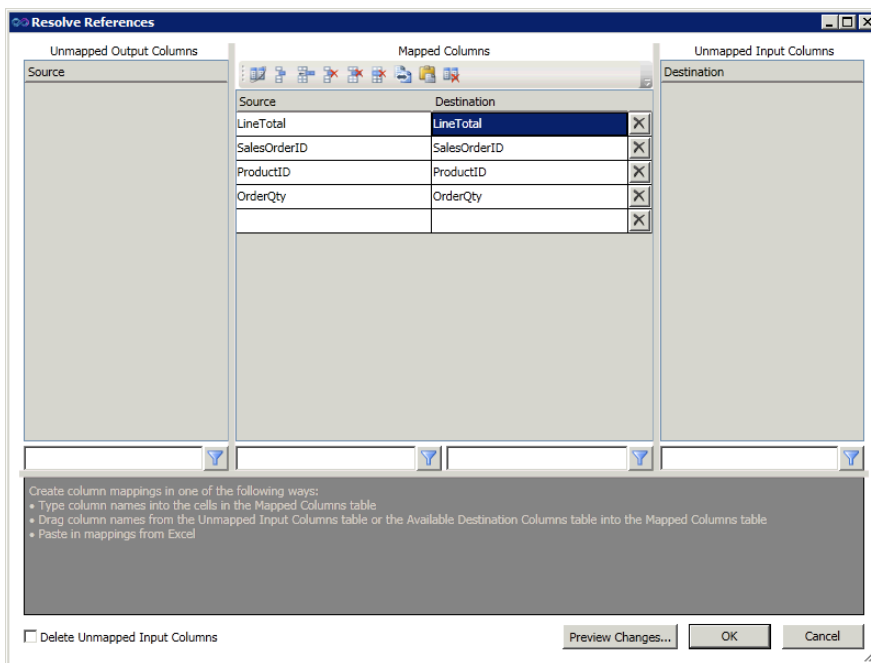 Resolve References
Unmapped Output Columns
Mapped Columns
Unmapped Input Columns
Source
Destination
Source Destination
LineTotal LineTotal
SalesOrderID SalesOrderID
ProductID ProductID
OrderQty OrderQty
Create column mappings in one of the following ways:
• Type column names into the cells in the Mapped Columns table
• Drag column names from the Unmapped Input Columns table or the Available Destination Columns table into the Mapped Columns table
• Paste in mappings from Excel
Delete Unmapped Input Columns
Preview Changes...
OK
Cancel